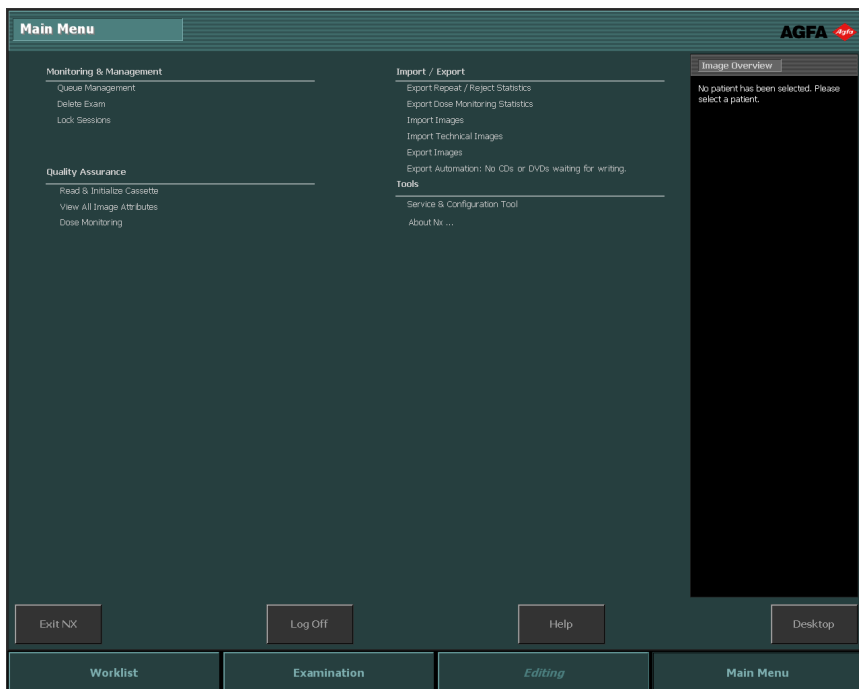 Main Menu
AGFA
Agfa
Monitoring & Management
Queue Management
Delete Exam
Lock Sessions
Quality Assurance
Read & Initialize Cassette
View All Image Attributes
Dose Monitoring
Import / Export
Export Repeat / Reject Statistics
Export Dose Monitoring Statistics
Import Images
Import Technical Images
Export Images
Export Automation: No CDs or DVDs waiting for writing.
Tools
Service & Configuration Tool
About Nx ...
Image Overview
No patient has been selected. Please
select a patient.
Exit NX
Log Off
Help
Desktop
Worklist
Examination
Editing
Main Menu